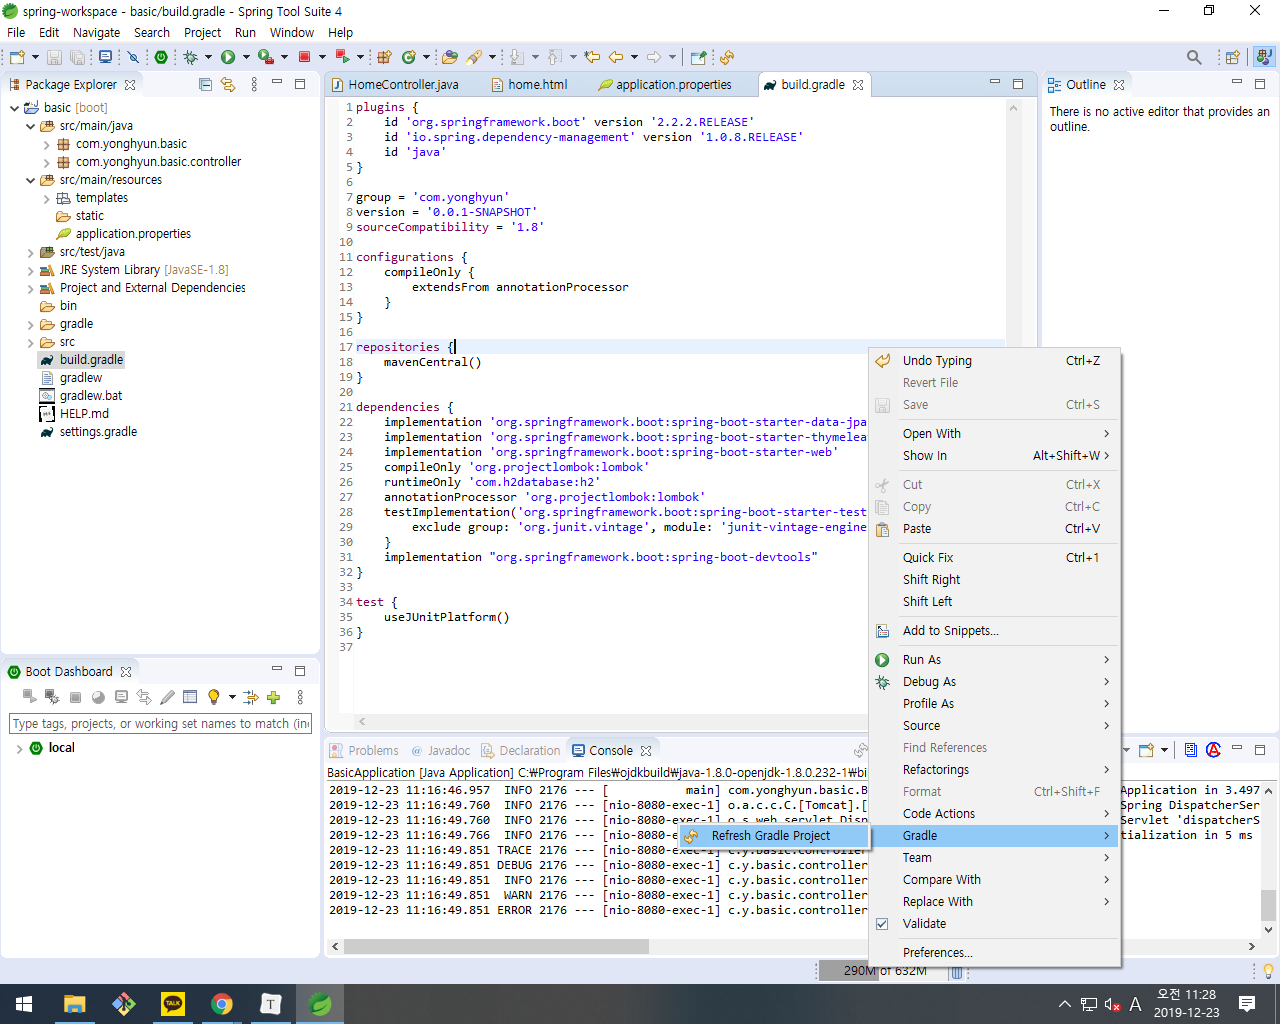 spring-workspace - basic/build.gradle - Spring Tool Suite 4
File Edit Navigate Search Project Run Window Help
Package Explorer
basic [boot]
src/main/java
com.yonghyun.basic
com.yonghyun.basic.controller
src/main/resources
templates
static
application.properties
src/test/java
JRE System Library [JavaSE-1.8]
Project and External Dependencies
bin
gradle
src
build.gradle
gradlew
gradlew.bat
HELP.md
settings.gradle
Boot Dashboard
Type tags, projects, or working set names to match (in
local
HomeController.java home.html application.properties build.gradle
1 plugins {
2 id 'org.springframework.boot' version '2.2.2.RELEASE'
3 id 'io.spring.dependency-management' version '1.0.8.RELEASE'
4 id 'java'
5 }
6
7 group = 'com.yonghyun'
8 version = '0.0.1-SNAPSHOT'
9 sourceCompatibility = '1.8'
10
11 configurations {
12 compileOnly {
13 extendsFrom annotationProcessor
14 }
15 }
16
17 repositories {
18 mavenCentral()
19 }
20
21 dependencies {
22 implementation 'org.springframework.boot:spring-boot-starter-data-jpa
23 implementation 'org.springframework.boot:spring-boot-starter-thymelea
24 implementation 'org.springframework.boot:spring-boot-starter-web'
25 compileOnly 'org.projectlombok:lombok'
26 runtimeOnly 'com.h2database:h2'
27 annotationProcessor 'org.projectlombok:lombok'
28 testImplementation('org.springframework.boot:spring-boot-starter-test
29 exclude group: 'org.junit.vintage', module: 'junit-vintage-engine
30 }
31 implementation "org.springframework.boot:spring-boot-devtools"
32 }
33
34 test {
35 useJUnitPlatform()
36 }
37
Outline
There is no active editor that provides an
outline.
Undo Typing Ctrl+Z
Revert File
Save Ctrl+S
Open With
Show In Alt+Shift+W
Cut Ctrl+X
Copy Ctrl+C
Paste Ctrl+V
Quick Fix Ctrl+1
Shift Right
Shift Left
Add to Snippets...
Run As
Debug As
Profile As
Source
Find References
Refactorings
Format Ctrl+Shift+F
Code Actions
Gradle
Refresh Gradle Project
Team
Compare With
Replace With
Validate
Preferences...
Problems Javadoc Declaration Console
BasicApplication [Java Application] C:₩Program Files₩ojdkbuild₩java-1.8.0-openjdk-1.8.0.232-1₩bi
2019-12-23 11:16:46.957 INFO 2176 --- [ main] com.yonghyun.basic.B Application in 3.497
2019-12-23 11:16:49.760 INFO 2176 --- [nio-8080-exec-1] o.a.c.c.C.[Tomcat].[ Spring DispatcherSer
2019-12-23 11:16:49.760 INFO 2176 --- [nio-8080-exec-1] o.s.web.servlet.Disp Servlet 'dispatcherS
2019-12-23 11:16:49.766 INFO 2176 tialization in 5 ms
2019-12-23 11:16:49.851 TRACE 2176 --- [nio-8080-exec-1] c.y.basic.controller
2019-12-23 11:16:49.851 DEBUG 2176 --- [nio-8080-exec-1] c.y.basic.controller
2019-12-23 11:16:49.851 INFO 2176 --- [nio-8080-exec-1] c.y.basic.controller
2019-12-23 11:16:49.851 WARN 2176 --- [nio-8080-exec-1] c.y.basic.controller
2019-12-23 11:16:49.851 ERROR 2176 --- [nio-8080-exec-1] c.y.basic.controller
290M of 632M
TALK
T
A
오전 11:28
2019-12-23